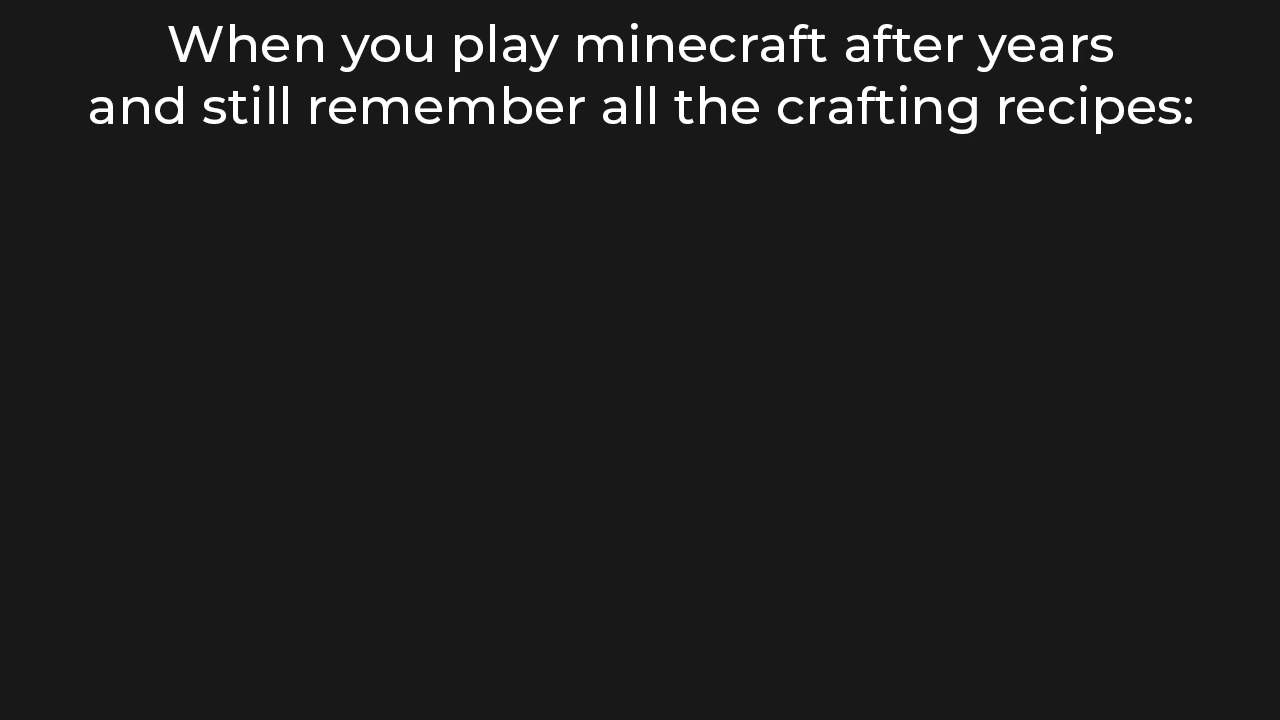 When you play minecraft after years
and still remember all the crafting recipes: